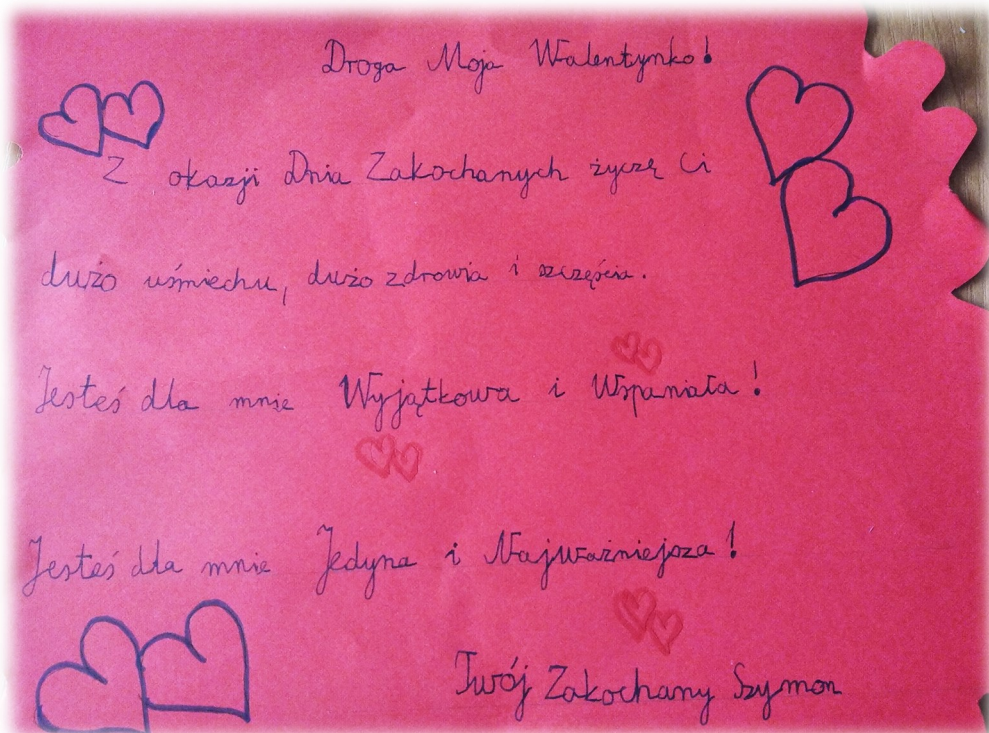 Droga Moja Walentynko!
Z okazji Dnia Zakochanych życzę Ci
dużo uśmiechu, dużo zdrowia i szczęścia.
Jesteś dla mnie Wyjątkowa i Wspaniała!
Jesteś dla mnie Jedyna i Najważniejsza!
Twój Zakochany Szymon